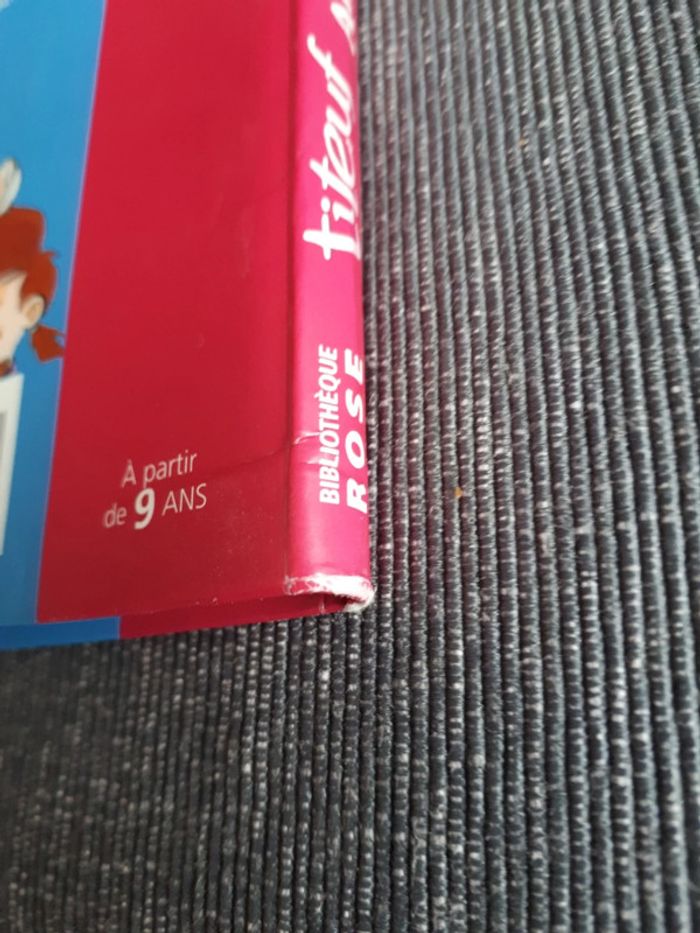 titeuf
BIBLIOTHÈQUE
ROSE
À partir
de 9 ANS